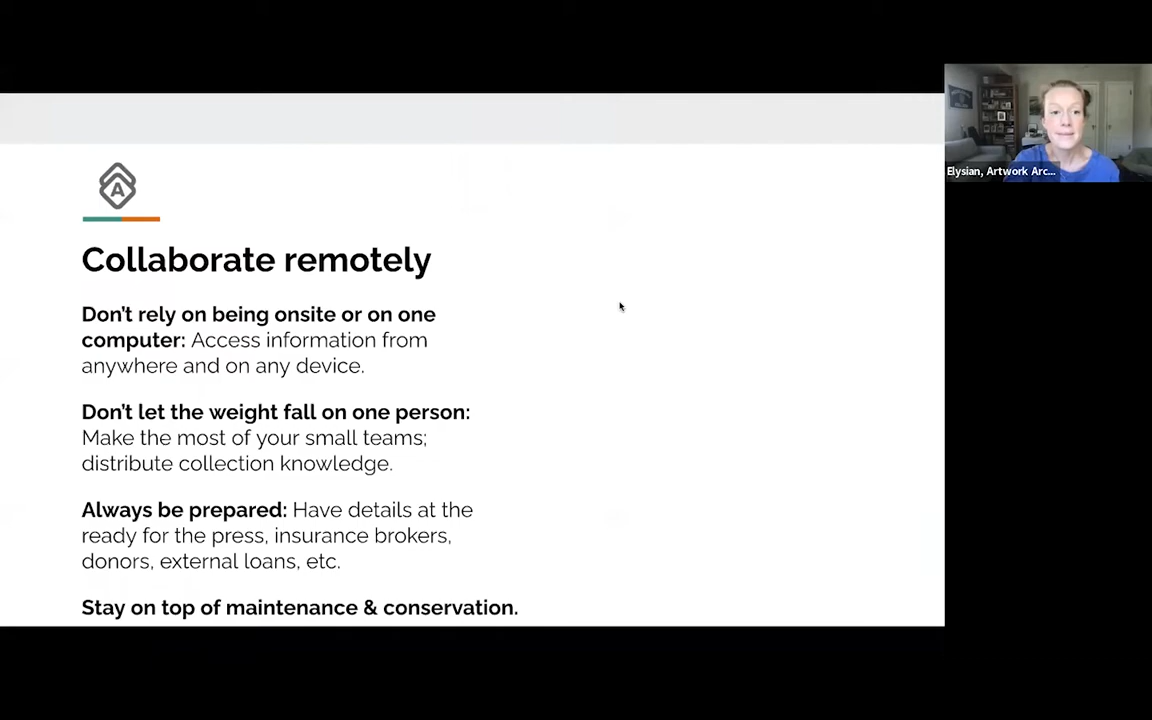 Elysian, Artwork Arc...
A
Collaborate remotely
Don't rely on being onsite or on one
computer: Access information from
anywhere and on any device.
Don't let the weight fall on one person:
Make the most of your small teams;
distribute collection knowledge.
Always be prepared: Have details at the
ready for the press, insurance brokers,
donors, external loans, etc.
Stay on top of maintenance & conservation.